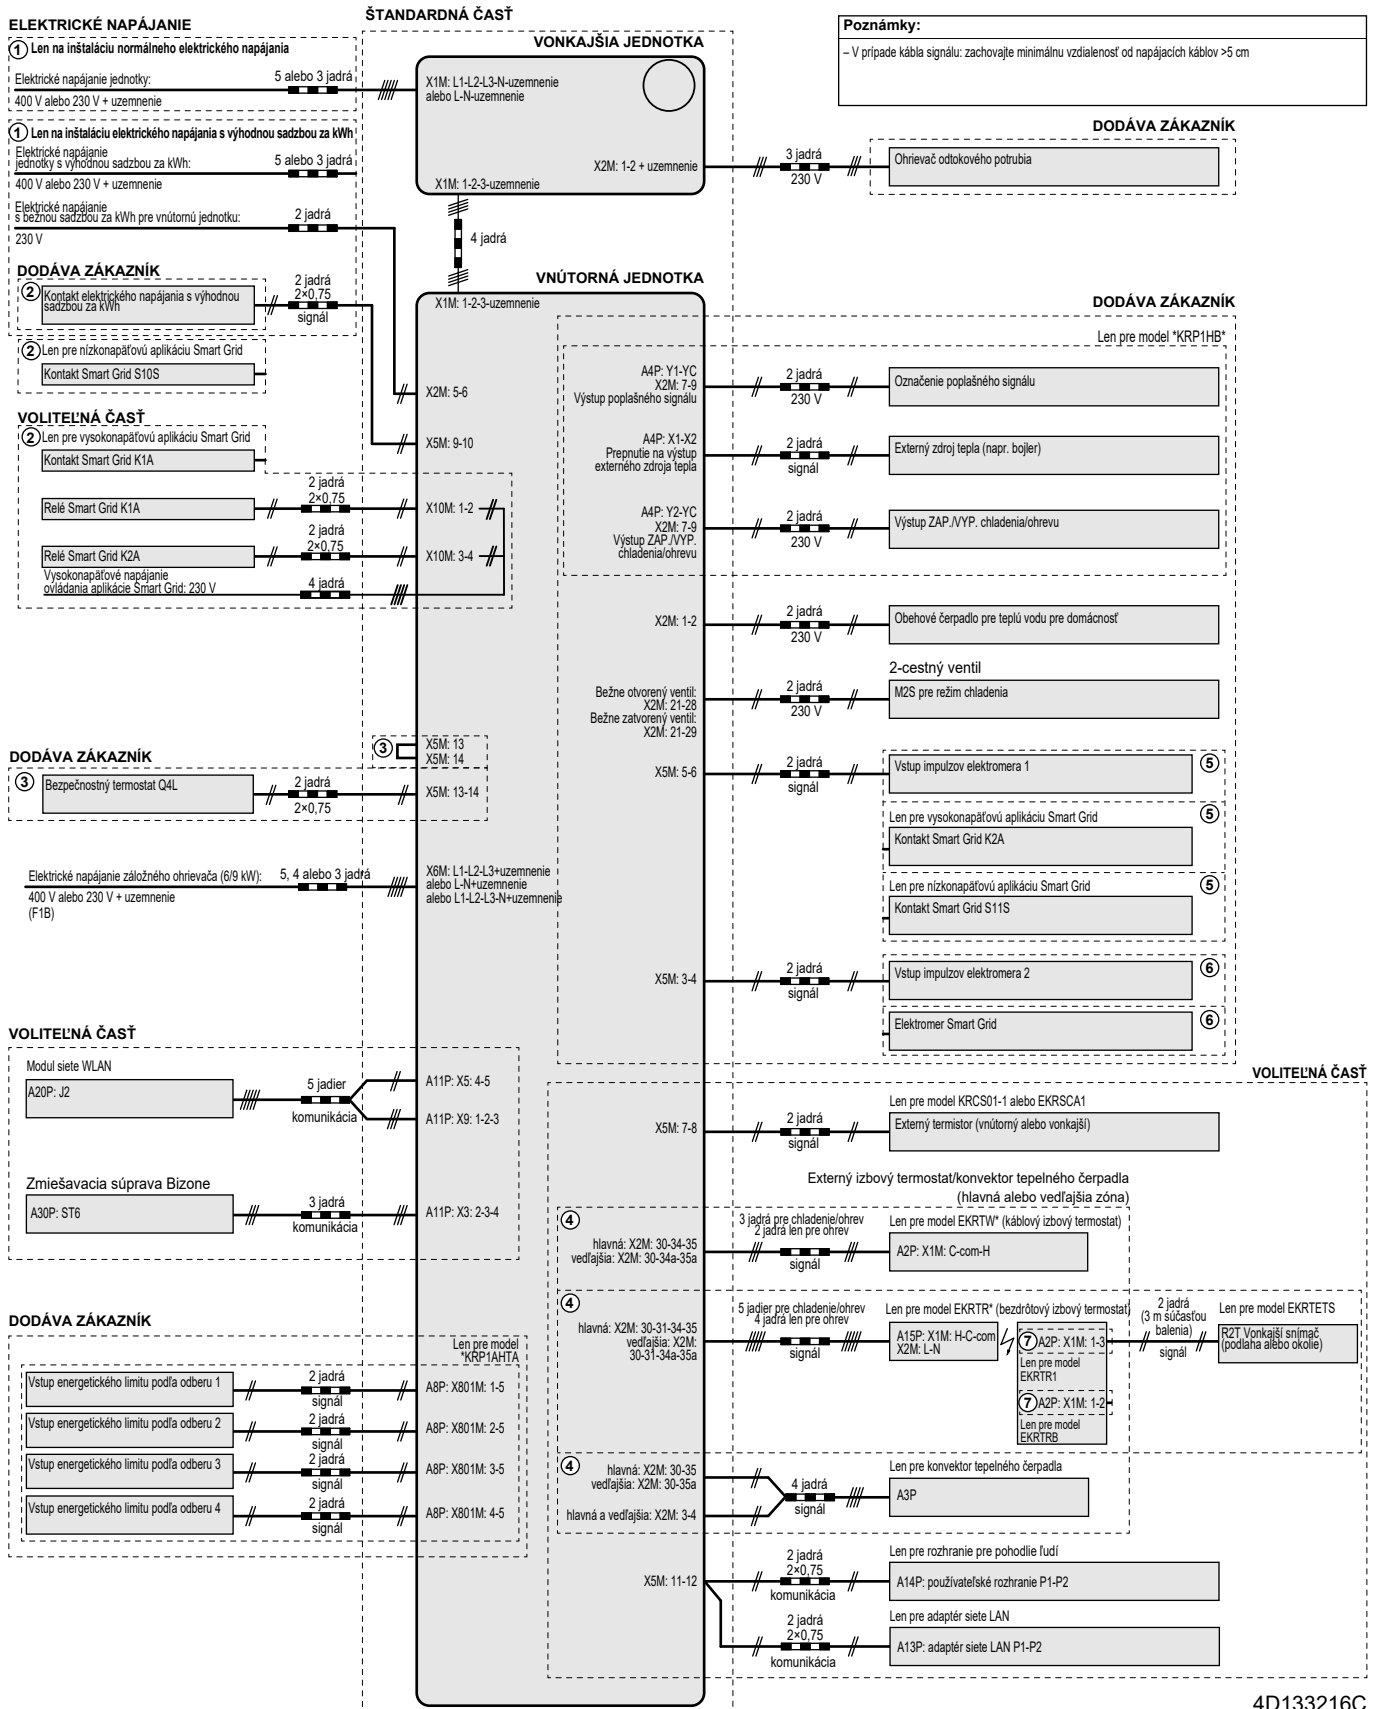 ELEKTRICKÉ NAPÁJANIE
① Len na inštaláciu normálneho elektrického napájania
Elektrické napájanie jednotky:
5 alebo 3 jadrá
400 V alebo 230 V + uzemnenie
① Len na inštaláciu elektrického napájania s výhodnou sadzbou za kWh
Elektrické napájanie
jednotky s výhodnou sadzbou za kWh:
5 alebo 3 jadrá
400 V alebo 230 V + uzemnenie
Elektrické napájanie
s bežnou sadzbou za kWh pre vnútornú jednotku:
2 jadrá
230 V
DODÁVA ZÁKAZNÍK
② Kontakt elektrického napájania s výhodnou
sadzbou za kWh
2 jadrá
2×0,75
signál
② Len pre nízkonapäťovú aplikáciu Smart Grid
Kontakt Smart Grid S10S
VOLITEĽNÁ ČASŤ
② Len pre vysokonapäťovú aplikáciu Smart Grid
Kontakt Smart Grid K1A
Relé Smart Grid K1A
2 jadrá
2×0,75
Relé Smart Grid K2A
2 jadrá
2×0,75
Vysokonapäťové napájanie
ovládania aplikácie Smart Grid: 230 V
4 jadrá
DODÁVA ZÁKAZNÍK
③ Bezpečnostný termostat Q4L
2 jadrá
2×0,75
Elektrické napájanie záložného ohrievača (6/9 kW):
5, 4 alebo 3 jadrá
400 V alebo 230 V + uzemnenie
(F1B)
VOLITEĽNÁ ČASŤ
Modul siete WLAN
A20P: J2
5 jadier
komunikácia
Zmiešavacia súprava Bizone
A30P: ST6
3 jadrá
komunikácia
DODÁVA ZÁKAZNÍK
Len pre model
*KRP1AHTA
Vstup energetického limitu podľa odberu 1
2 jadrá
signál
Vstup energetického limitu podľa odberu 2
2 jadrá
signál
Vstup energetického limitu podľa odberu 3
2 jadrá
signál
Vstup energetického limitu podľa odberu 4
2 jadrá
signál
ŠTANDARDNÁ ČASŤ
VONKAJŠIA JEDNOTKA
X1M: L1-L2-L3-N-uzemnenie
alebo L-N-uzemnenie
X2M: 1-2 + uzemnenie
X1M: 1-2-3-uzemnenie
4 jadrá
VNÚTORNÁ JEDNOTKA
X1M: 1-2-3-uzemnenie
X2M: 5-6
X5M: 9-10
X10M: 1-2
X10M: 3-4
③
X5M: 13
X5M: 14
X5M: 13-14
X6M: L1-L2-L3+uzemnenie
alebo L-N+uzemnenie
alebo L1-L2-L3-N+uzemnenie
A11P: X5: 4-5
A11P: X9: 1-2-3
A11P: X3: 2-3-4
A8P: X801M: 1-5
A8P: X801M: 2-5
A8P: X801M: 3-5
A8P: X801M: 4-5
Poznámky:
– V prípade kábla signálu: zachovajte minimálnu vzdialenosť od napájacích káblov >5 cm
DODÁVA ZÁKAZNÍK
3 jadrá
230 V
Ohrievač odtokového potrubia
DODÁVA ZÁKAZNÍK
Len pre model *KRP1HB*
A4P: Y1-YC
X2M: 7-9
Výstup poplašného signálu
2 jadrá
230 V
Označenie poplašného signálu
A4P: X1-X2
Prepnutie na výstup
externého zdroja tepla
2 jadrá
signál
Externý zdroj tepla (napr. bojler)
A4P: Y2-YC
X2M: 7-9
Výstup ZAP./VYP.
chladenia/ohrevu
2 jadrá
230 V
Výstup ZAP./VYP. chladenia/ohrevu
X2M: 1-2
2 jadrá
230 V
Obehové čerpadlo pre teplú vodu pre domácnosť
2-cestný ventil
Bežne otvorený ventil:
X2M: 21-28
Bežne zatvorený ventil:
X2M: 21-29
2 jadrá
230 V
M2S pre režim chladenia
X5M: 5-6
2 jadrá
signál
Vstup impulzov elektromera 1
⑤
Len pre vysokonapäťovú aplikáciu Smart Grid
⑤
Kontakt Smart Grid K2A
Len pre nízkonapäťovú aplikáciu Smart Grid
⑤
Kontakt Smart Grid S11S
X5M: 3-4
2 jadrá
signál
Vstup impulzov elektromera 2
⑥
Elektromer Smart Grid
⑥
VOLITEĽNÁ ČASŤ
Len pre model KRCS01-1 alebo EKRSCA1
X5M: 7-8
2 jadrá
signál
Externý termistor (vnútorný alebo vonkajší)
Externý izbový termostat/konvektor tepelného čerpadla
(hlavná alebo vedľajšia zóna)
④
hlavná: X2M: 30-34-35
vedľajšia: X2M: 30-34a-35a
3 jadrá pre chladenie/ohrev
2 jadrá len pre ohrev
signál
Len pre model EKRTW* (káblový izbový termostat)
A2P: X1M: C-com-H
④
hlavná: X2M: 30-31-34-35
vedľajšia: X2M:
30-31-34a-35a
5 jadier pre chladenie/ohrev
4 jadrá len pre ohrev
signál
Len pre model EKRTR* (bezdrôtový izbový termostat)
A15P: X1M: H-C-com
X2M: L-N
⑦ A2P: X1M: 1-3
Len pre model
EKRTR1
⑦ A2P: X1M: 1-2
Len pre model
EKRTRB
2 jadrá
(3 m súčasťou
balenia)
signál
Len pre model EKRTETS
R2T Vonkajší snímač
(podlaha alebo okolie)
④
hlavná: X2M: 30-35
vedľajšia: X2M: 30-35a
hlavná a vedľajšia: X2M: 3-4
4 jadrá
signál
Len pre konvektor tepelného čerpadla
A3P
X5M: 11-12
2 jadrá
2×0,75
komunikácia
Len pre rozhranie pre pohodlie ľudí
A14P: používateľské rozhranie P1-P2
2 jadrá
2×0,75
komunikácia
Len pre adaptér siete LAN
A13P: adaptér siete LAN P1-P2
4D133216C